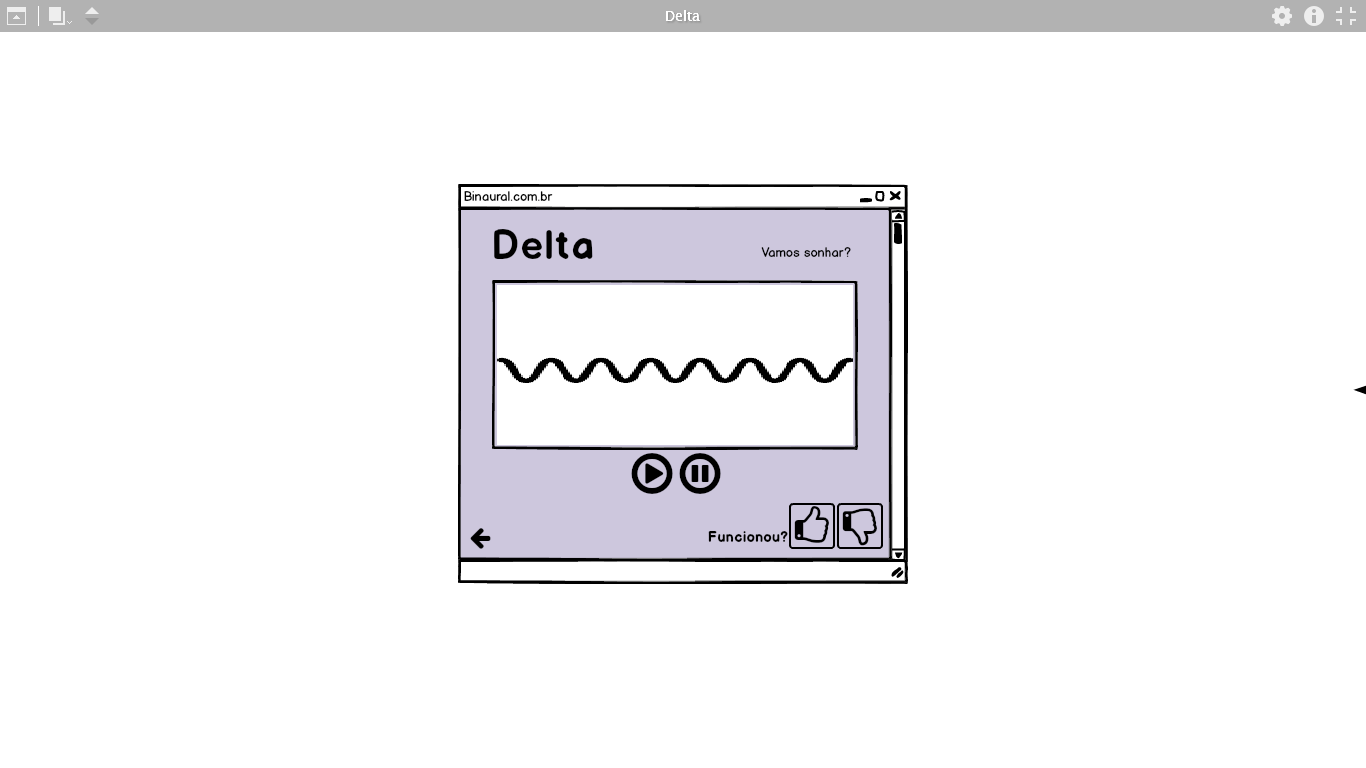 Delta
Binaural.com.br
Delta
Vamos sonhar?
Funcionou?